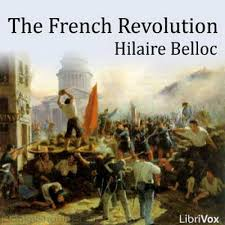 The French Revolution
Hilaire Belloc
LibriVox